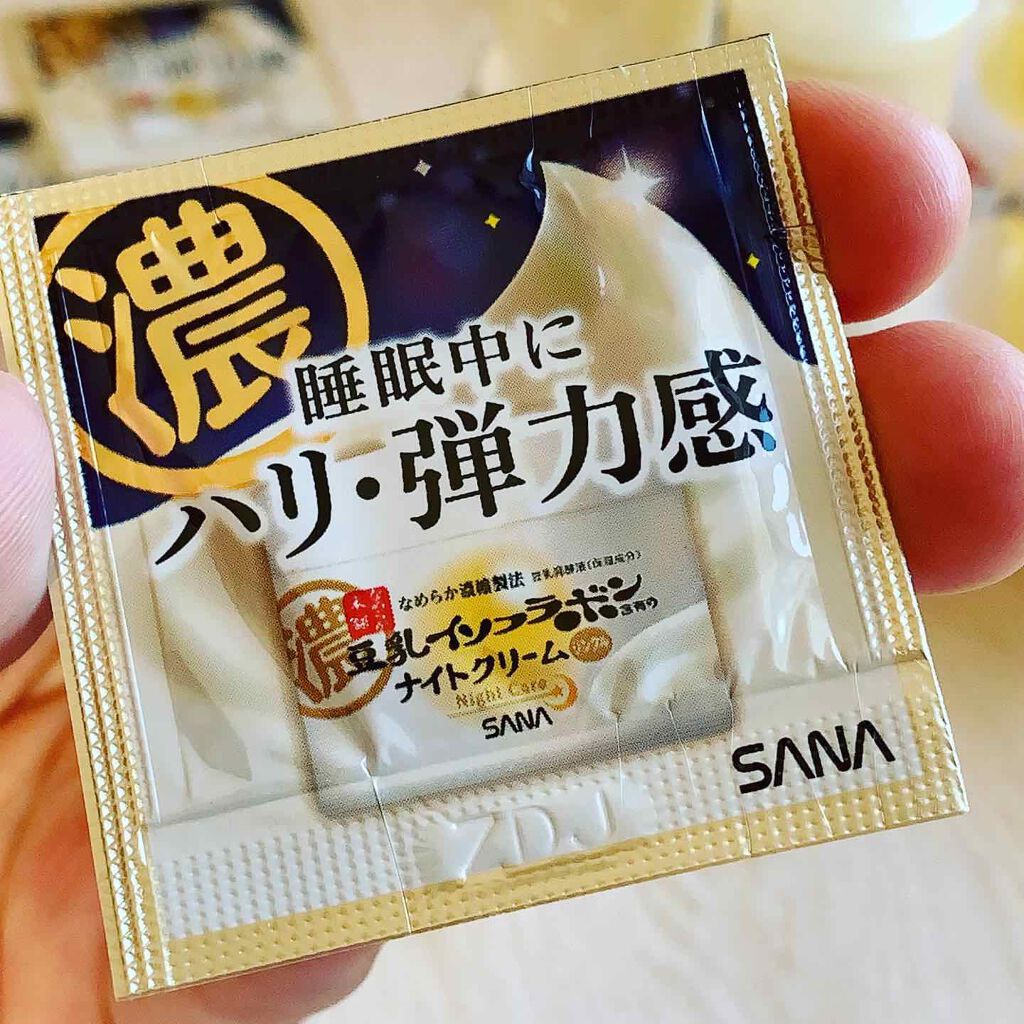 濃
睡眠中に
ハリ・弾力感
なめらか濃縮製法 豆乳発酵液(保湿成分)
濃
豆乳イソフラボン含有の
ナイトクリーム
Night Care
SANA
SANA
7DJ